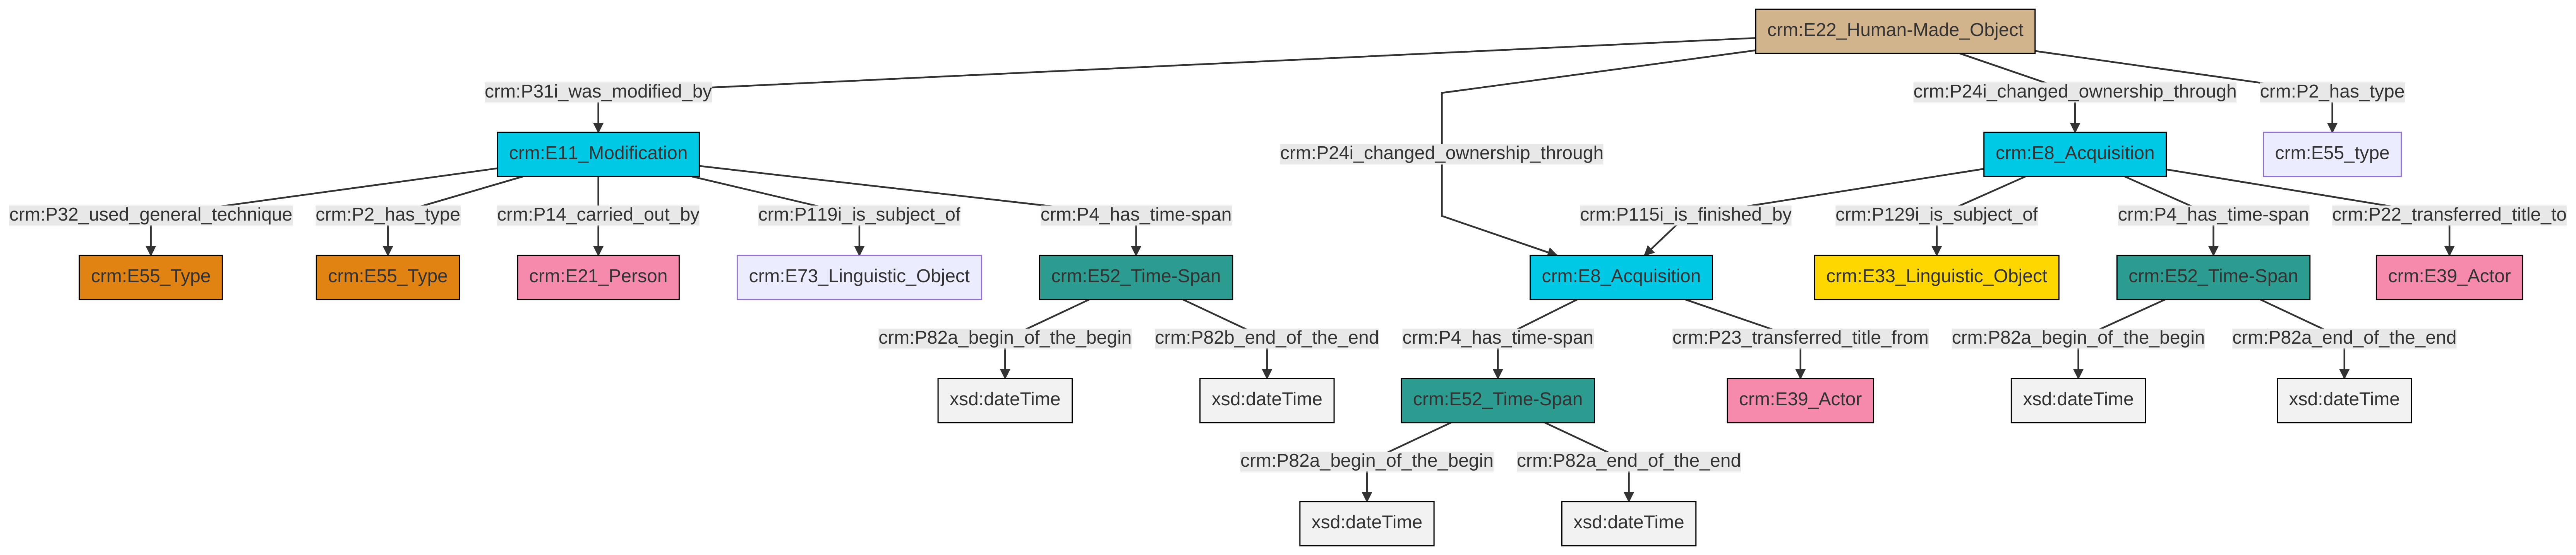 crm:E22_Human-Made_Object
crm:P31i_was_modified_by
crm:P24i_changed_ownership_through
crm:P2_has_type
crm:E11_Modification
crm:P24i_changed_ownership_through
crm:E8_Acquisition
crm:E55_type
crm:P32_used_general_technique
crm:P2_has_type
crm:P14_carried_out_by
crm:P119i_is_subject_of
crm:P4_has_time-span
crm:P115i_is_finished_by
crm:P129i_is_subject_of
crm:P4_has_time-span
crm:P22_transferred_title_to
crm:E55_Type
crm:E55_Type
crm:E21_Person
crm:E73_Linguistic_Object
crm:E52_Time-Span
crm:E8_Acquisition
crm:E33_Linguistic_Object
crm:E52_Time-Span
crm:E39_Actor
crm:P82a_begin_of_the_begin
crm:P82b_end_of_the_end
crm:P4_has_time-span
crm:P23_transferred_title_from
crm:P82a_begin_of_the_begin
crm:P82a_end_of_the_end
xsd:dateTime
xsd:dateTime
crm:E52_Time-Span
crm:E39_Actor
xsd:dateTime
xsd:dateTime
crm:P82a_begin_of_the_begin
crm:P82a_end_of_the_end
xsd:dateTime
xsd:dateTime